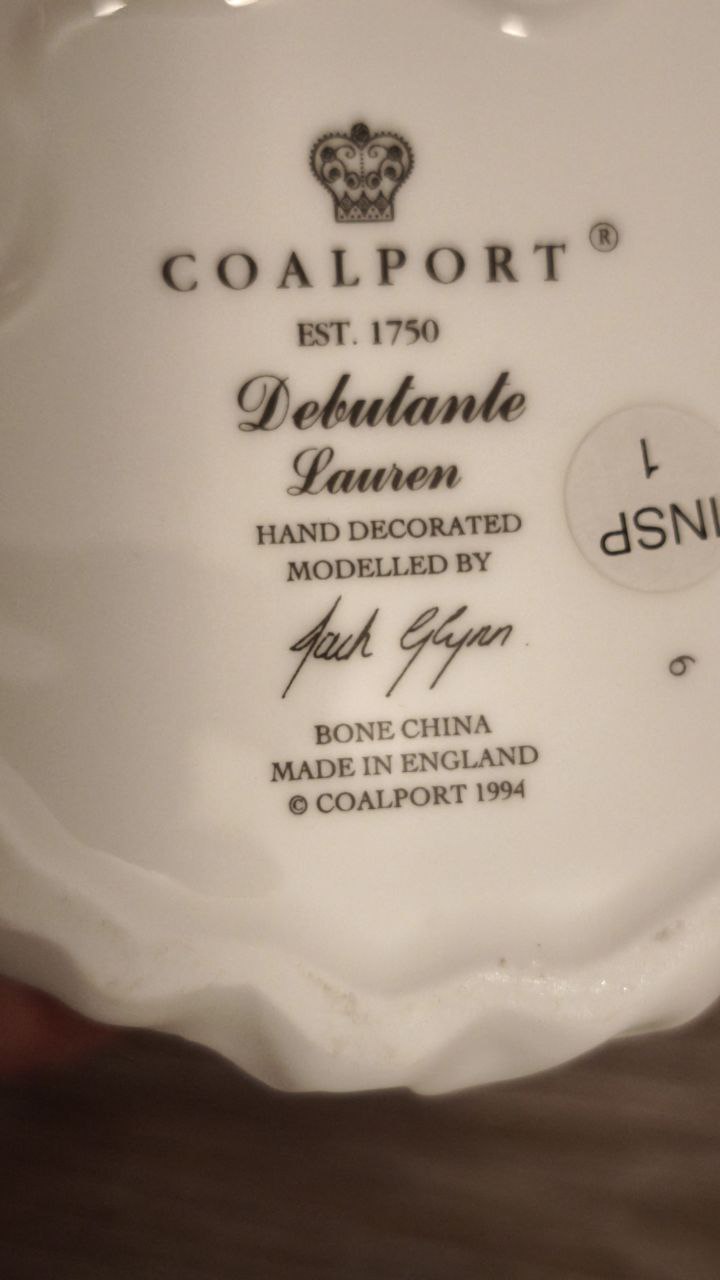 COALPORT®
EST. 1750
Debutante
Lauren
HAND DECORATED
MODELLED BY
Jack Glynn
BONE CHINA
MADE IN ENGLAND
© COALPORT 1994
INSP
1
6